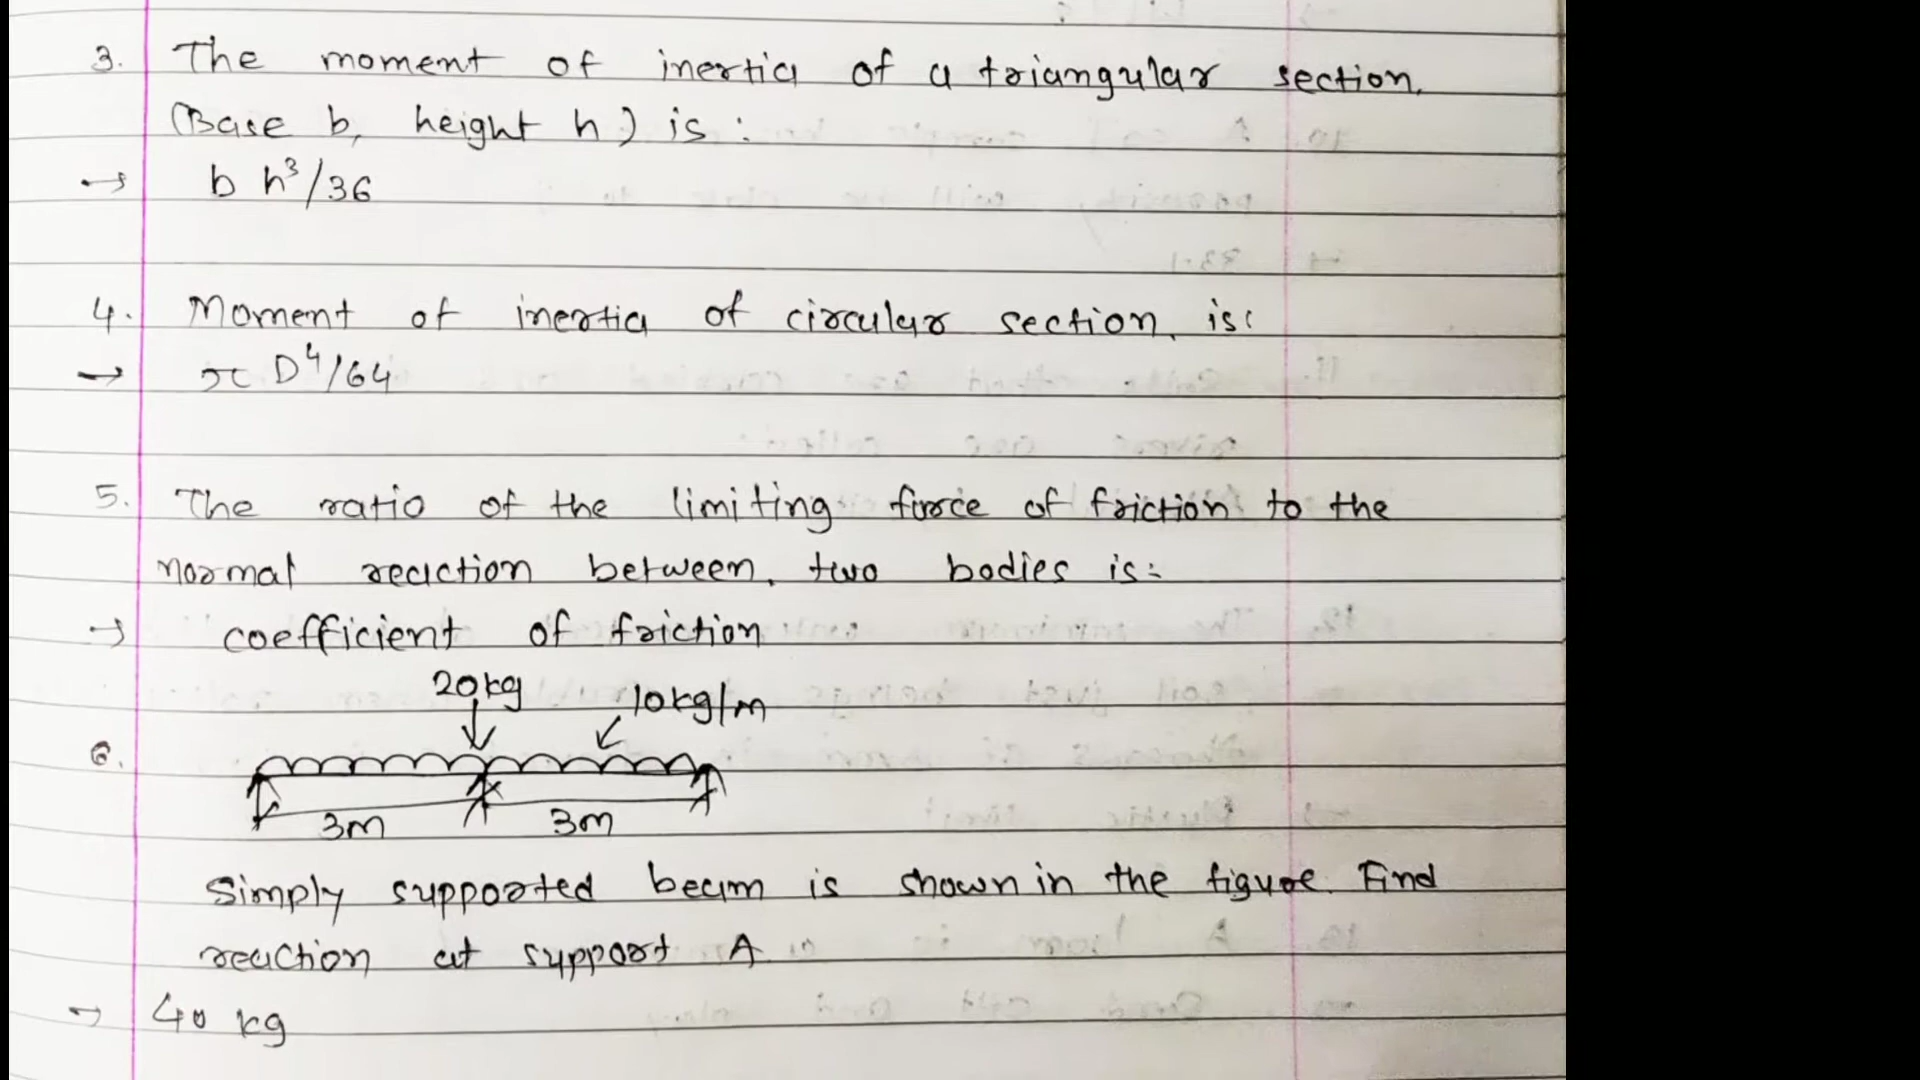 3. The moment of inertia of a triangular section.
(Base b, height h) is:
→ b h³/36
4. Moment of inertia of circular section. is:
→ π D⁴/64
5. The ratio of the limiting force of friction to the
normal reaction between. two bodies is:
→ coefficient of friction
20kg
10kg/m
6.
3m 3m
Simply supported beam is shown in the figure. Find
reaction at support A.
→ 40 kg